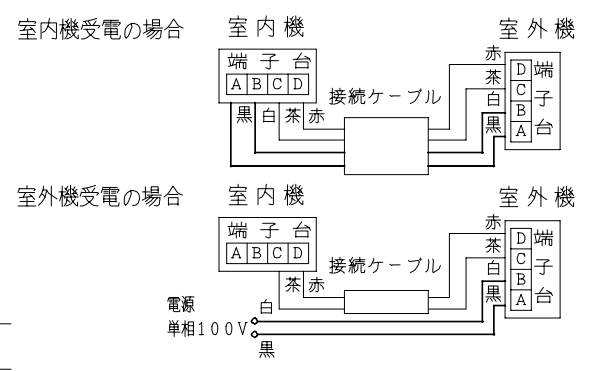 室内機受電の場合
室内機
室外機
端子台
A B C D
黒 白 茶 赤
接続ケーブル
赤
茶
白
黒
D
C
B
A
端子台
室外機受電の場合
室内機
室外機
端子台
A B C D
茶 赤
接続ケーブル
赤
茶
白
黒
D
C
B
A
端子台
電源
単相100V
白
黒